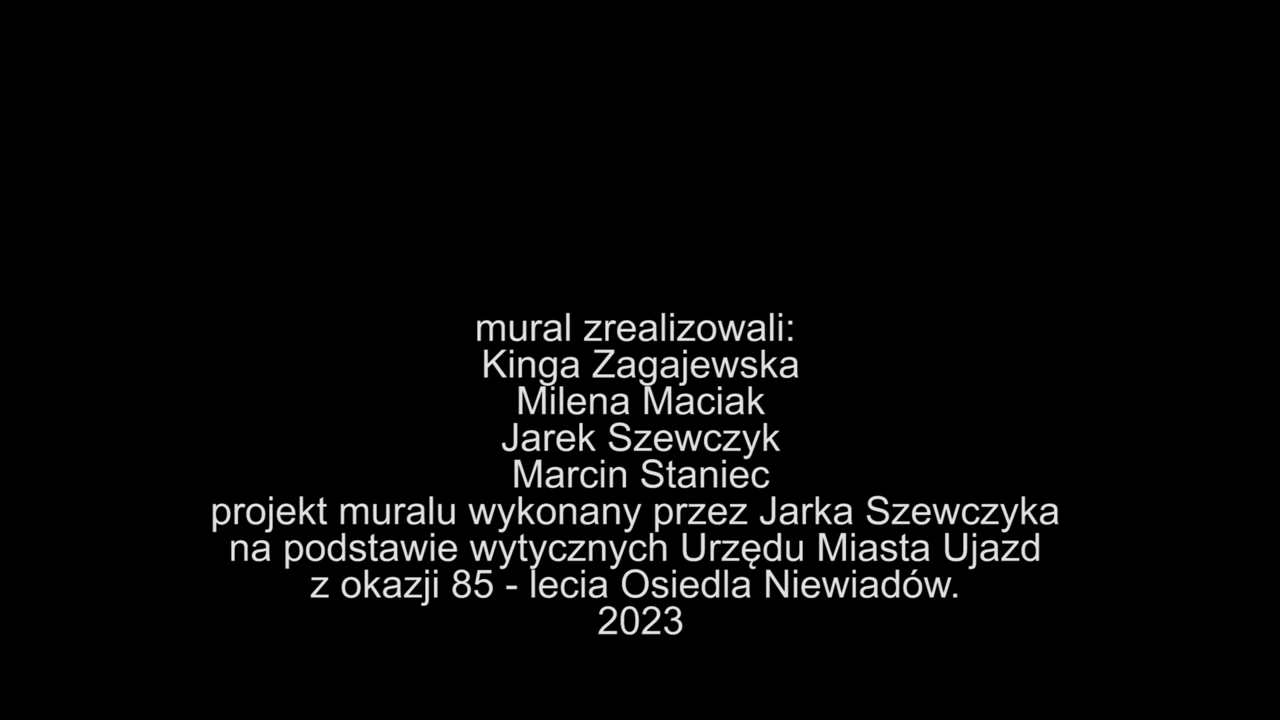 mural zrealizowali:
Kinga Zagajewska
Milena Maciak
Jarek Szewczyk
Marcin Staniec
projekt muralu wykonany przez Jarka Szewczyka
na podstawie wytycznych Urzędu Miasta Ujazd
z okazji 85 - lecia Osiedla Niewiadów.
2023